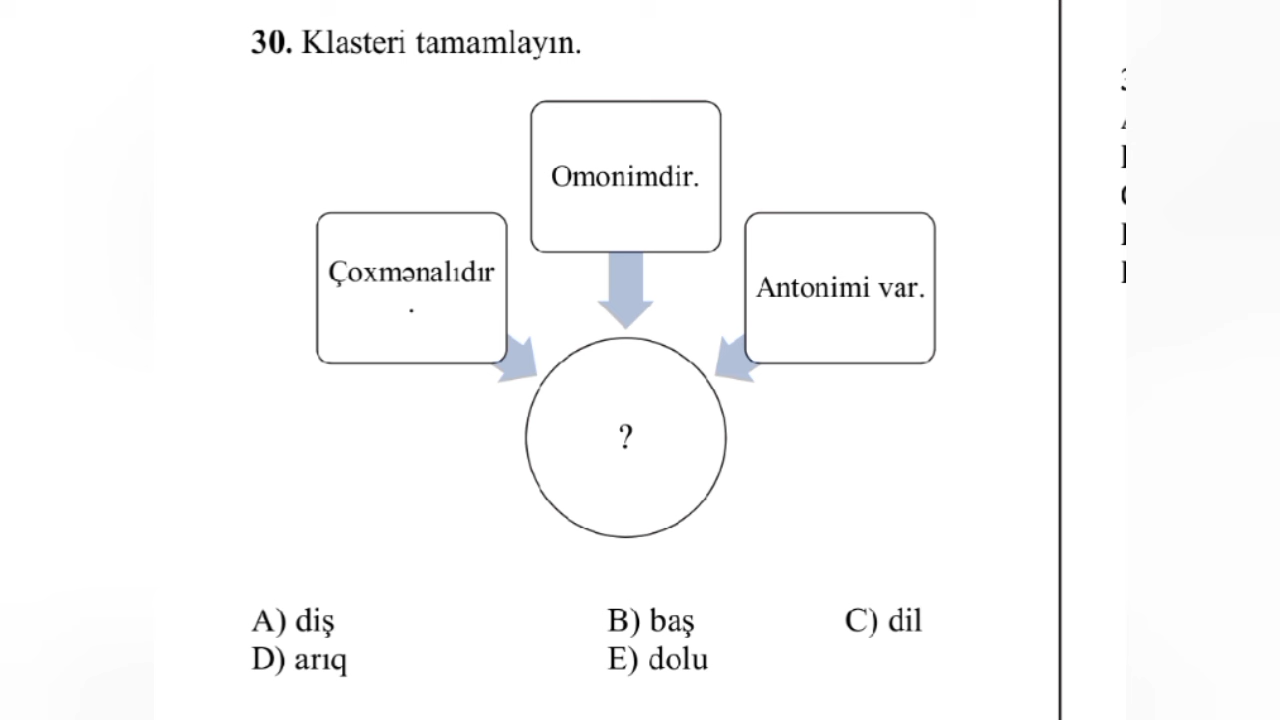 30. Klasteri tamamlayın.
Omonimdir.
Çoxmənalıdır
.
Antonimi var.
?
A) diş B) baş C) dil
D) arıq E) dolu